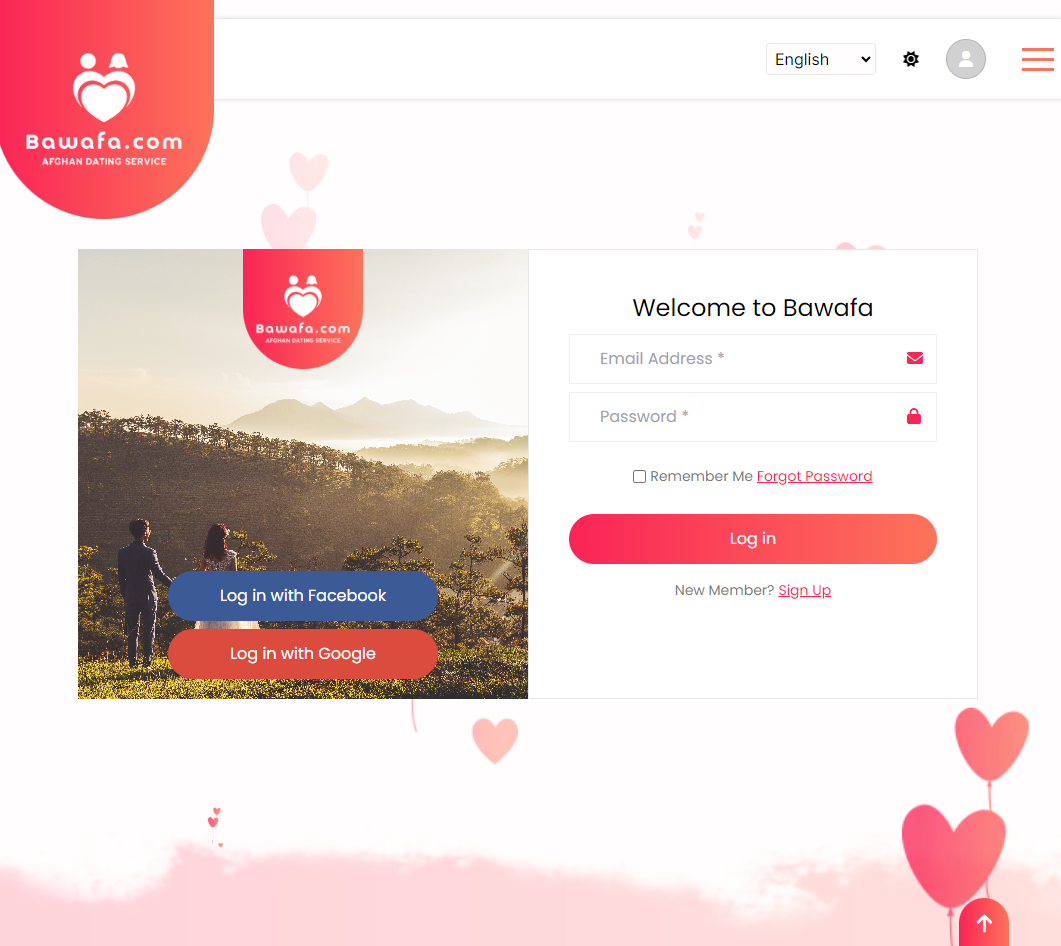 Bawafa.com
AFGHAN DATING SERVICE
English
Bawafa.com
AFGHAN DATING SERVICE
Log in with Facebook
Log in with Google
Welcome to Bawafa
Email Address *
Password *
Remember Me Forgot Password
Log in
New Member? Sign Up